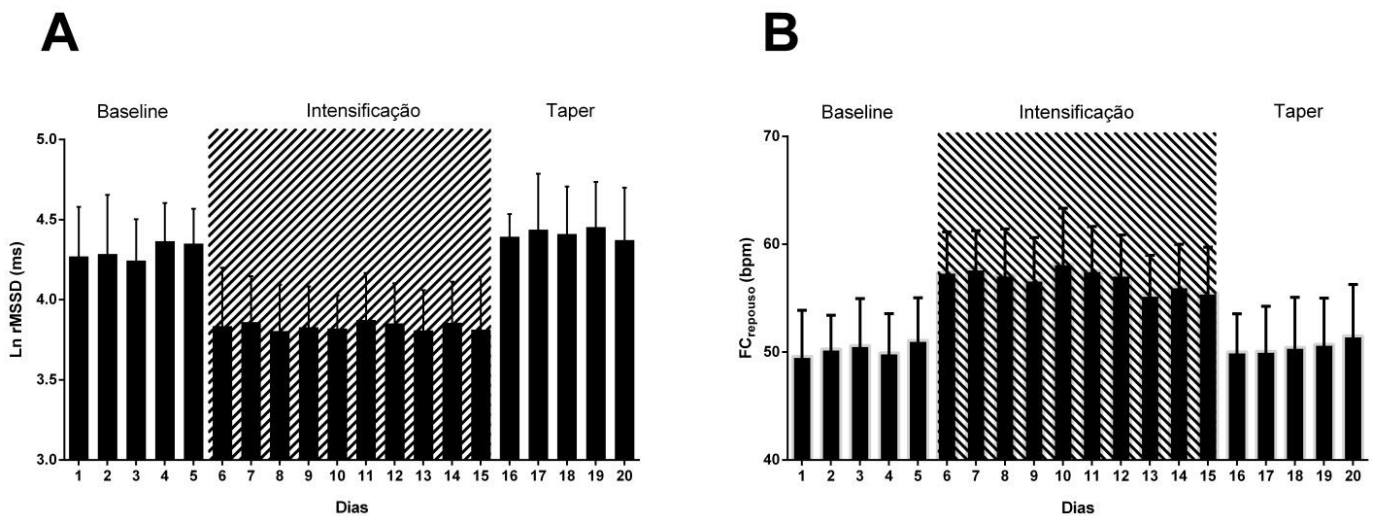 A
Baseline Intensificação Taper
5.0
4.5
4.0
3.5
3.0
Ln rMSSD (ms)
1 2 3 4 5 6 7 8 9 10 11 12 13 14 15 16 17 18 19 20
Dias
B
Baseline Intensificação Taper
70
60
50
40
FCrepouso (bpm)
1 2 3 4 5 6 7 8 9 10 11 12 13 14 15 16 17 18 19 20
Dias